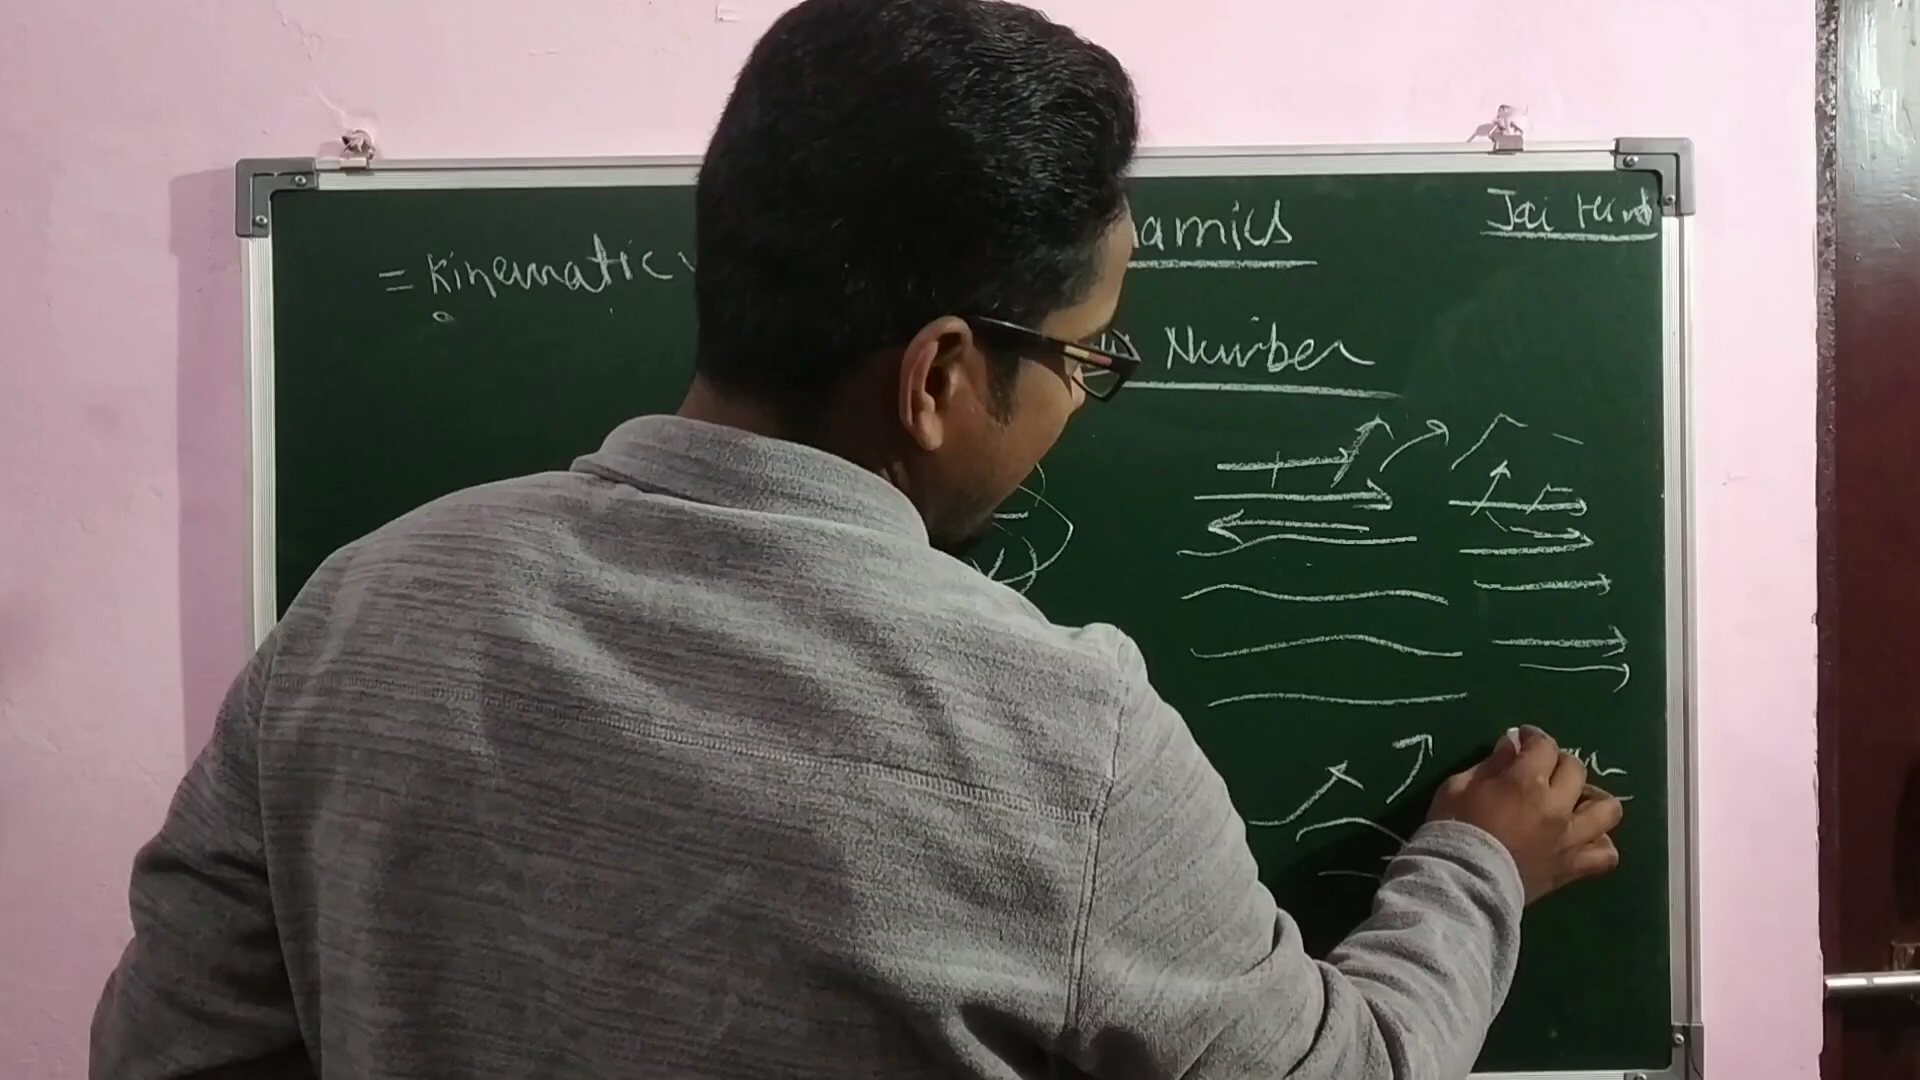 amics
Jai Hind
= Kinematic
Number